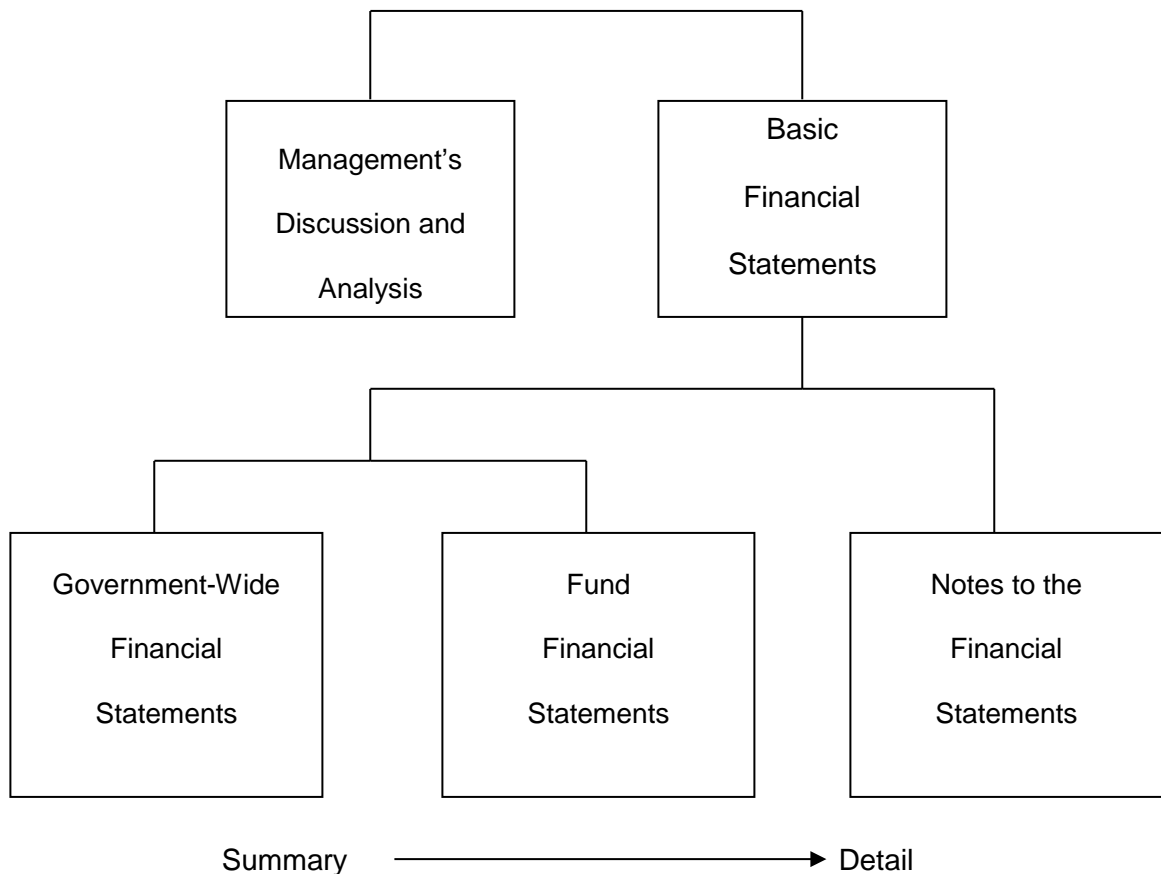 Management’s
Discussion and
Analysis
Basic
Financial
Statements
Government-Wide
Financial
Statements
Fund
Financial
Statements
Notes to the
Financial
Statements
Summary
Detail